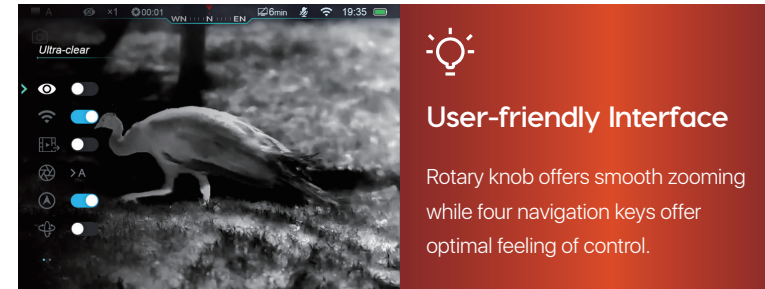 A ×1 00:01 WN N EN 6min 19:35
Ultra-clear
>A
User-friendly Interface
Rotary knob offers smooth zooming
while four navigation keys offer
optimal feeling of control.